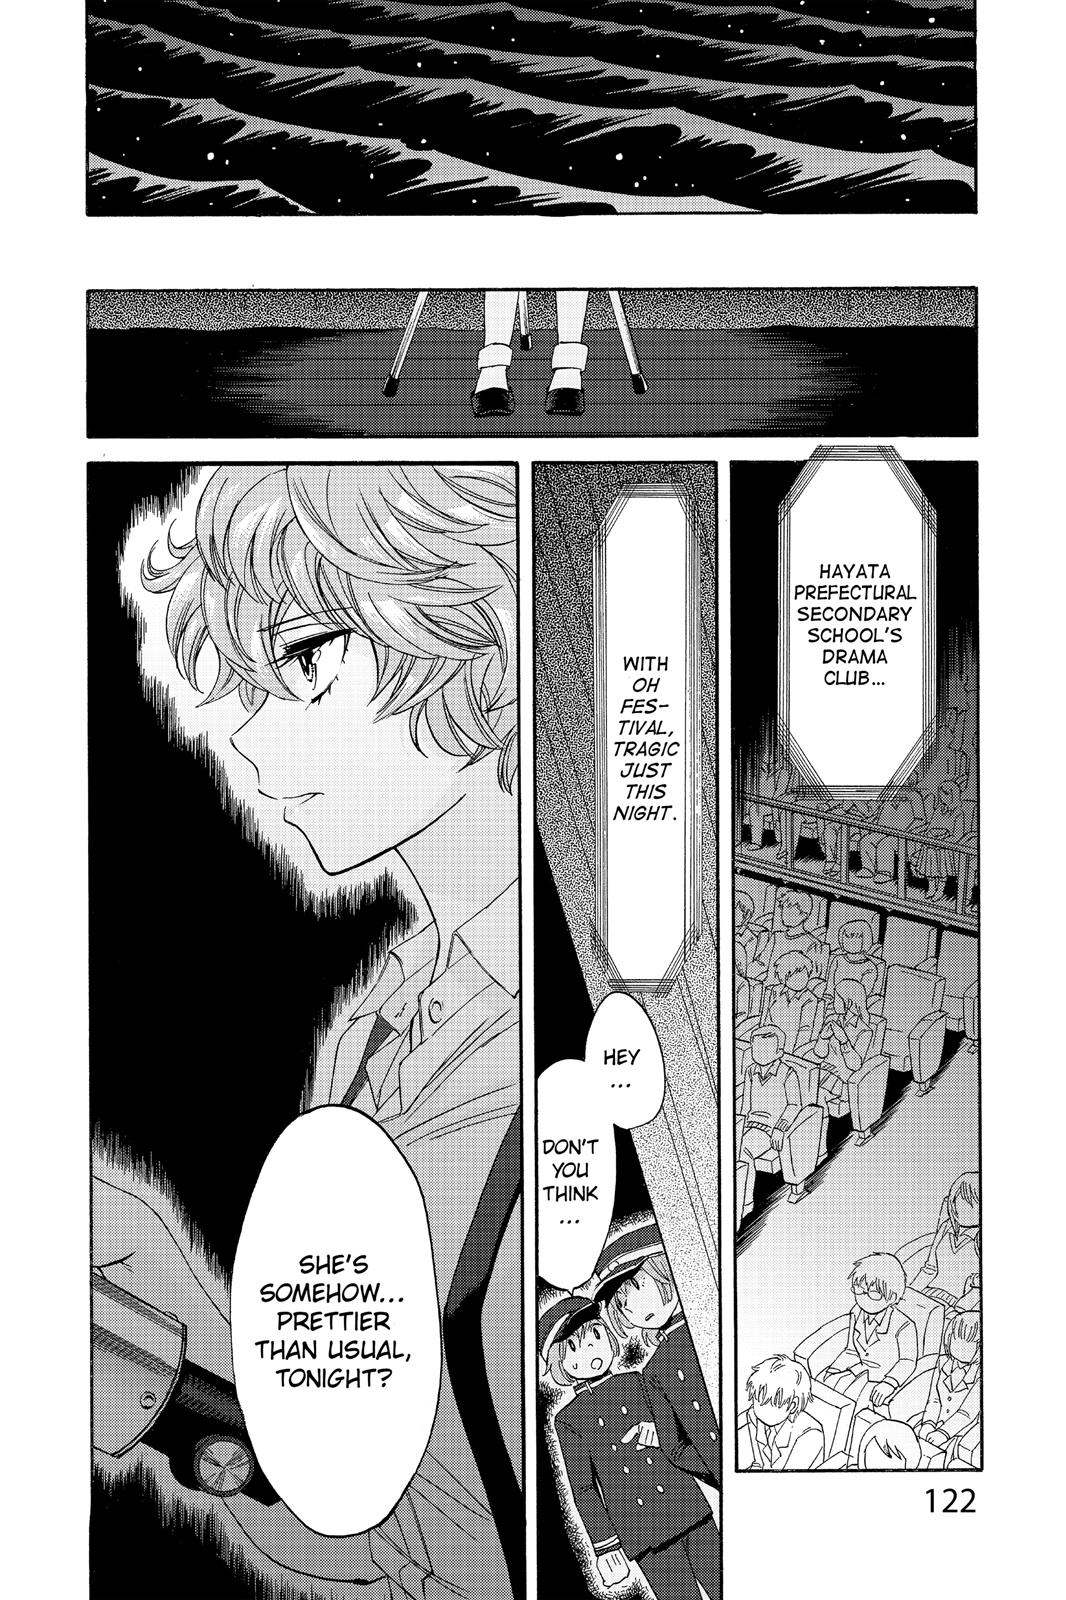 HAYATA
PREFECTURAL
SECONDARY
SCHOOL'S
DRAMA
CLUB...
WITH
OH
FES-
TIVAL,
TRAGIC
JUST
THIS
NIGHT.
HEY
...
DON'T
YOU
THINK
...
SHE'S
SOMEHOW...
PRETTIER
THAN USUAL,
TONIGHT?
122